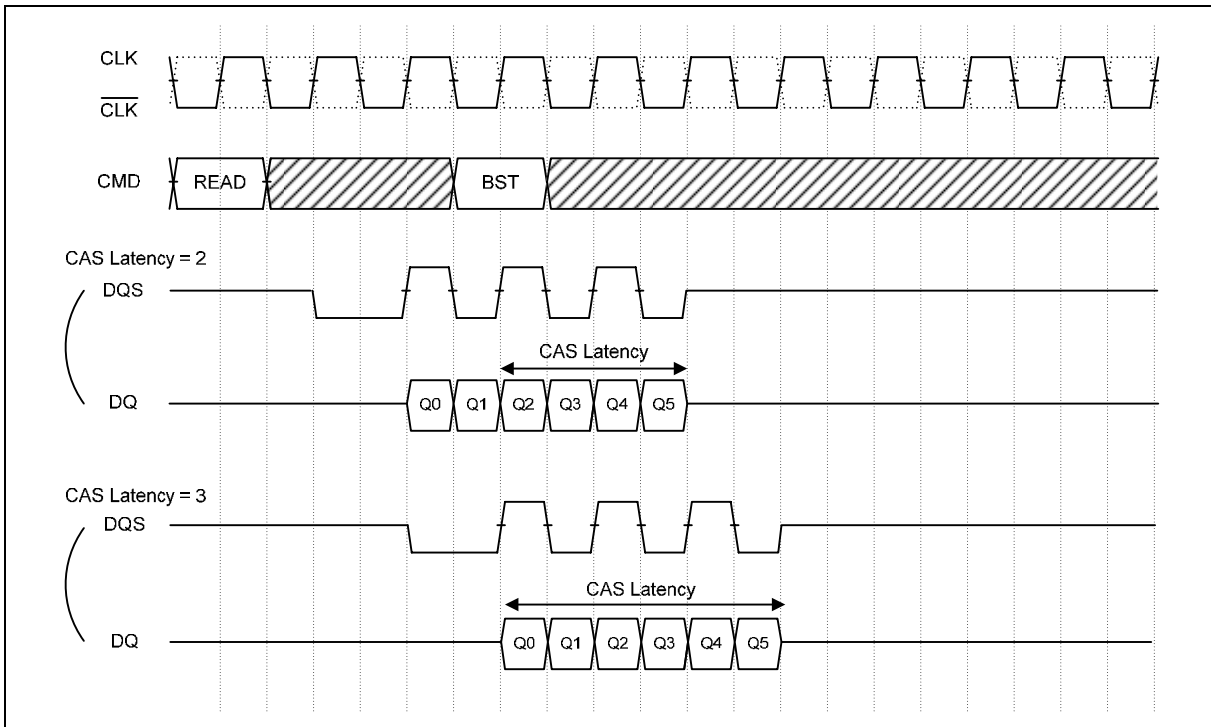 CLK
CLK
CMD READ BST
CAS Latency = 2
DQS
CAS Latency
DQ Q0 Q1 Q2 Q3 Q4 Q5
CAS Latency = 3
DQS
CAS Latency
DQ Q0 Q1 Q2 Q3 Q4 Q5